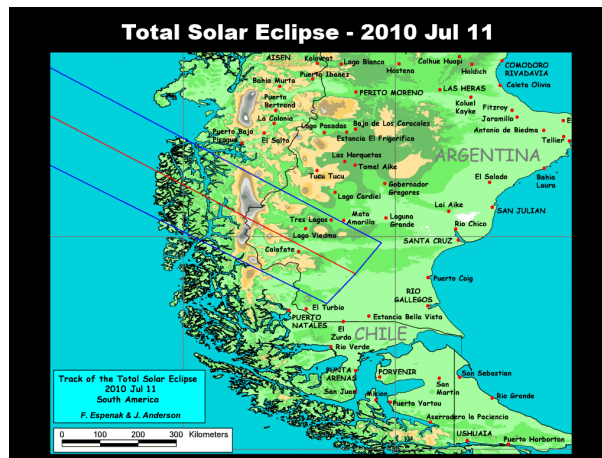 Total Solar Eclipse - 2010 Jul 11
AISEN
Kolovrat
Lago Blanco
Colhue Huapi
Hostena
Holdich
COMODORO
RIVADAVIA
Bahia Murta
Puerto Ibanez
Caleta Olivia
Puerto
Bertrand
PERITO MORENO
LAS HERAS
Koluel
Kayke
Fitzroy
Jaramillo
La Colonia
Lago Posadas
Bajo de Los Caracoles
Antonio de Biedma
Puerto Bajo
Pisagua
El Salto
Estancia El Frigorifico
Tellier
Las Horquetas
ARGENTINA
Tucu Tucu
Tamel Aike
Bahia
Laura
Gobernador
Gregores
El Salado
Lago Cardiel
Tres Lagos
Mata
Amarilla
Laguna
Grande
Lai Aike
SAN JULIAN
Rio Chico
Lago Viedma
SANTA CRUZ
Calafate
Puerto Coig
RIO
GALLEGOS
El Turbio
PUERTO
NATALES
Estancia Bella Vista
El
Zurdo
CHILE
Rio Verde
PUNTA
ARENAS
PORVENIR
San Sebastian
San Juan
San
Martin
Mision
Puerto Yartou
Rio Grande
Aserradero la Paciencia
USHUAIA
Puerto Harberton
Track of the Total Solar Eclipse
2010 Jul 11
South America
F. Espenak & J. Anderson
0 100 200 300 Kilometers